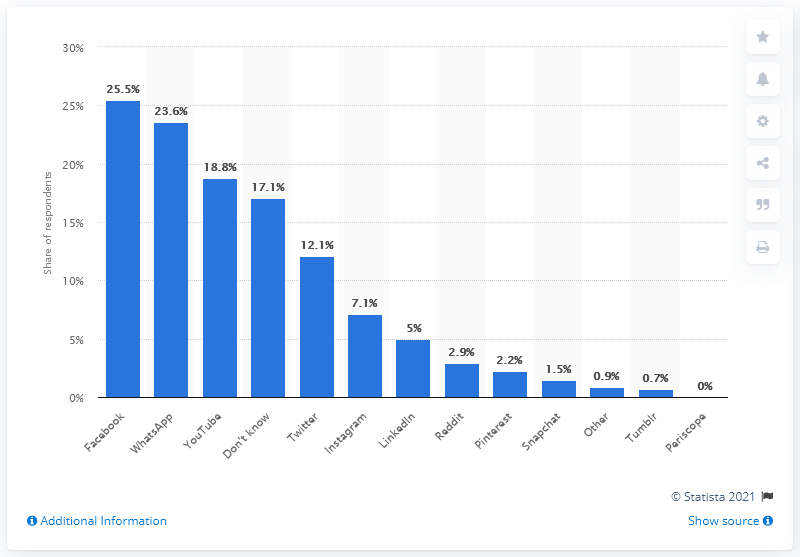 30%
25%
20%
15%
10%
5%
0%
Share of respondents
25.5%
23.6%
18.8%
17.1%
12.1%
7.1%
5%
2.9%
2.2%
1.5%
0.9%
0.7%
0%
Facebook
WhatsApp
YouTube
Don't know
Twitter
Instagram
LinkedIn
Reddit
Pinterest
Snapchat
Other
Tumblr
Periscope
© Statista 2021
Additional Information
Show source